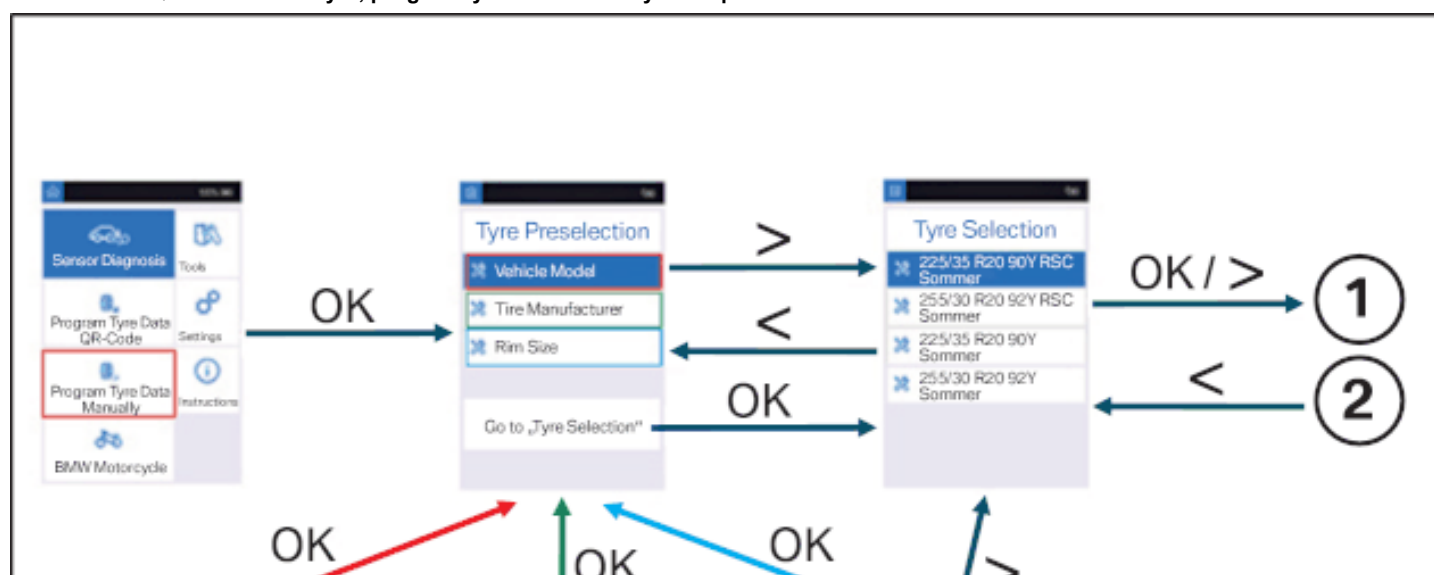 Sensor Diagnosis
Tools
Program Tyre Data
QR-Code
Settings
Program Tyre Data
Manually
Instructions
BMW Motorcycle
OK
Tyre Preselection
Vehicle Model
Tire Manufacturer
Rim Size
Go to „Tyre Selection“
>
<
OK
Tyre Selection
225/35 R20 90Y RSC
Sommer
255/30 R20 92Y RSC
Sommer
225/35 R20 90Y
Sommer
255/30 R20 92Y
Sommer
OK / >
1
<
2
OK
OK
OK
>